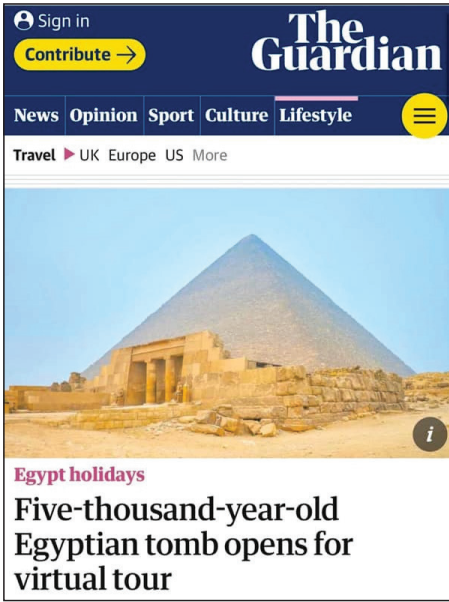 Sign in
Contribute →
The
Guardian
News Opinion Sport Culture Lifestyle
Travel ▶ UK Europe US More
i
Egypt holidays
Five-thousand-year-old
Egyptian tomb opens for
virtual tour